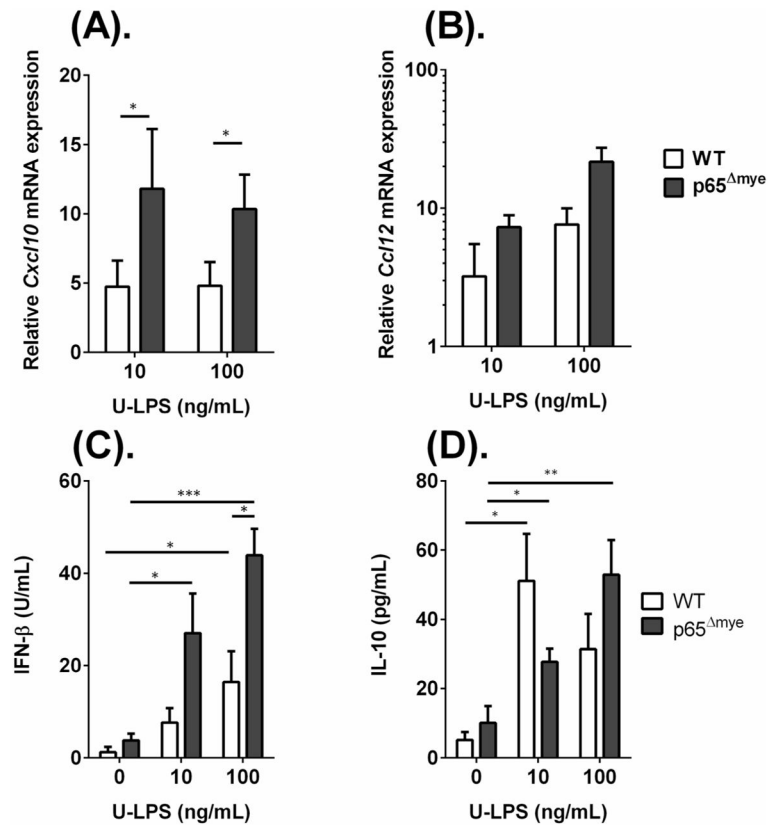 (A).
Relative Cxcl10 mRNA expression
20
15
10
5
0
*
*
10
100
U-LPS (ng/mL)
(B).
Relative Ccl12 mRNA expression
100
10
1
10
100
U-LPS (ng/mL)
WT
p65Δmye
(C).
IFN-β (U/mL)
60
40
20
0
***
*
*
*
0
10
100
U-LPS (ng/mL)
(D).
IL-10 (pg/mL)
80
60
40
20
0
**
*
*
0
10
100
U-LPS (ng/mL)
WT
p65Δmye